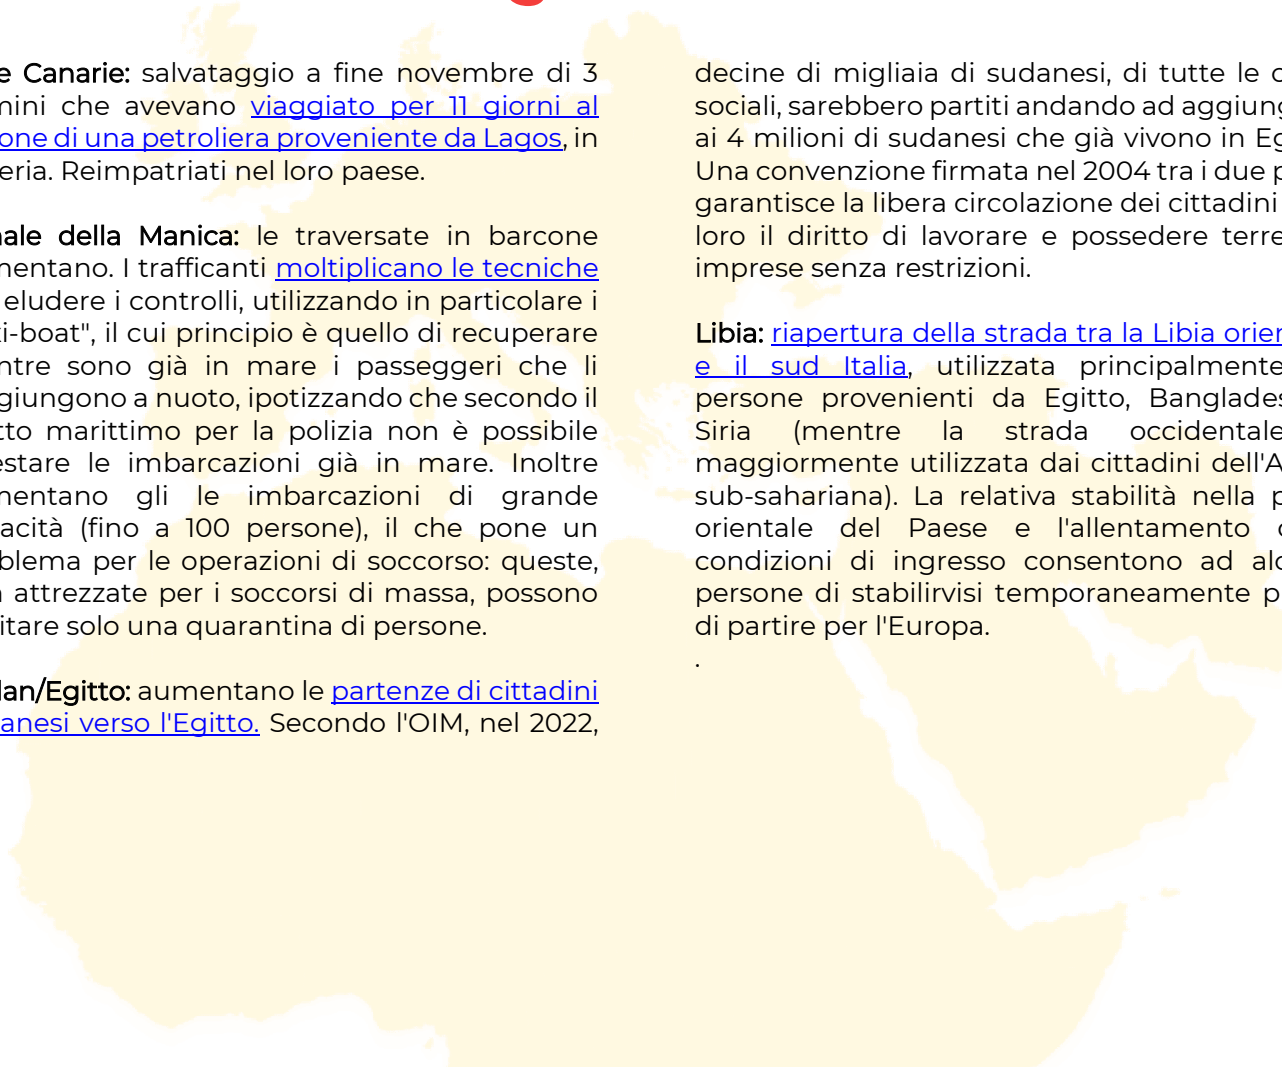 e Canarie: salvataggio a fine novembre di 3
mini che avevano viaggiato per 11 giorni al
one di una petroliera proveniente da Lagos, in
eria. Reimpatriati nel loro paese.
ale della Manica: le traversate in barcone
mentano. I trafficanti moltiplicano le tecniche
eludere i controlli, utilizzando in particolare i
i-boat", il cui principio è quello di recuperare
ntre sono già in mare i passeggeri che li
giungono a nuoto, ipotizzando che secondo il
tto marittimo per la polizia non è possibile
estare le imbarcazioni già in mare. Inoltre
mentano gli le imbarcazioni di grande
acità (fino a 100 persone), il che pone un
blema per le operazioni di soccorso: queste,
attrezzate per i soccorsi di massa, possono
itare solo una quarantina di persone.
dan/Egitto: aumentano le partenze di cittadini
anesi verso l'Egitto. Secondo l'OIM, nel 2022,
decine di migliaia di sudanesi, di tutte le c
sociali, sarebbero partiti andando ad aggiung
ai 4 milioni di sudanesi che già vivono in Eg
Una convenzione firmata nel 2004 tra i due p
garantisce la libera circolazione dei cittadini
loro il diritto di lavorare e possedere terre
imprese senza restrizioni.
Libia: riapertura della strada tra la Libia orien
e il sud Italia, utilizzata principalmente
persone provenienti da Egitto, Banglades
Siria (mentre la strada occidentale
maggiormente utilizzata dai cittadini dell'A
sub-sahariana). La relativa stabilità nella p
orientale del Paese e l'allentamento d
condizioni di ingresso consentono ad alc
persone di stabilirvisi temporaneamente p
di partire per l'Europa.
.